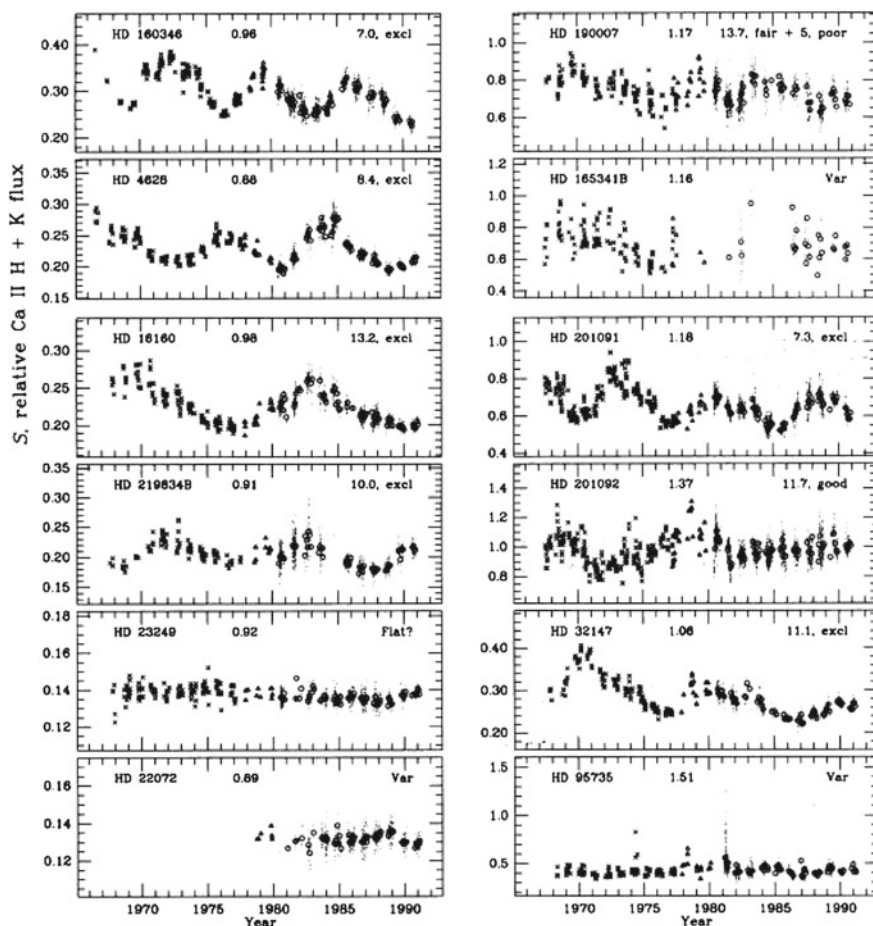 S, relative Ca II H + K flux
HD 160346 0.96 7.0, excl
0.40
0.30
0.20
HD 4628 0.88 8.4, excl
0.35
0.30
0.25
0.20
0.15
HD 16160 0.98 13.2, excl
0.30
0.25
0.20
HD 219834B 0.91 10.0, excl
0.35
0.30
0.25
0.20
0.15
HD 23249 0.92 Flat?
0.18
0.16
0.14
0.12
HD 22072 0.89 Var
0.15
0.14
0.12
1970 1975 1980 1985 1990
Year
HD 190007 1.17 13.7, fair + 5, poor
1.0
0.8
0.6
HD 165341B 1.16 Var
1.2
1.0
0.8
0.6
0.4
HD 201091 1.18 7.3, excl
1.0
0.8
0.6
0.4
HD 201092 1.37 11.7, good
1.4
1.2
1.0
0.8
HD 32147 1.06 11.1, excl
0.40
0.30
0.20
HD 95735 1.51 Var
1.5
1.0
0.5
1970 1975 1980 1985 1990
Year